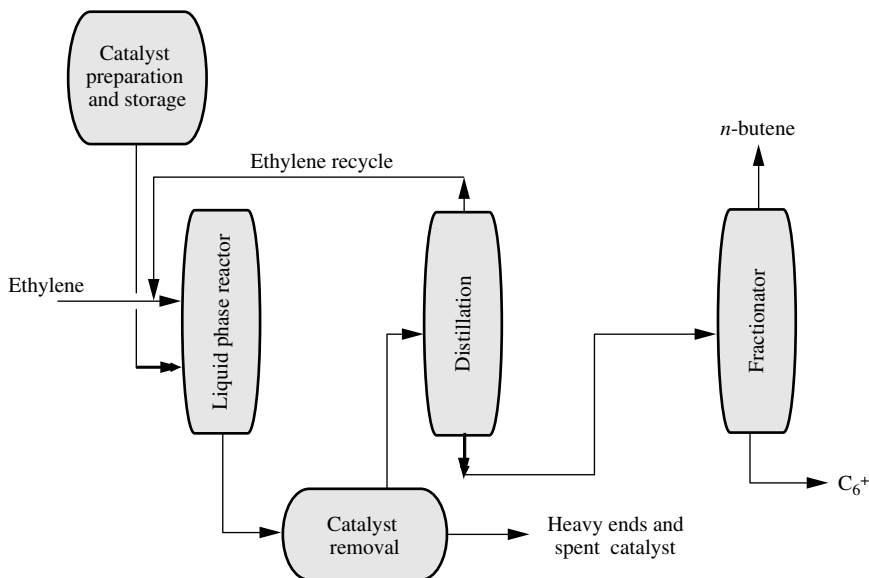 Catalyst
preparation
and storage
n-butene
Ethylene recycle
Ethylene
Liquid phase reactor
Distillation
Fractionator
C₆⁺
Catalyst
removal
Heavy ends and
spent catalyst